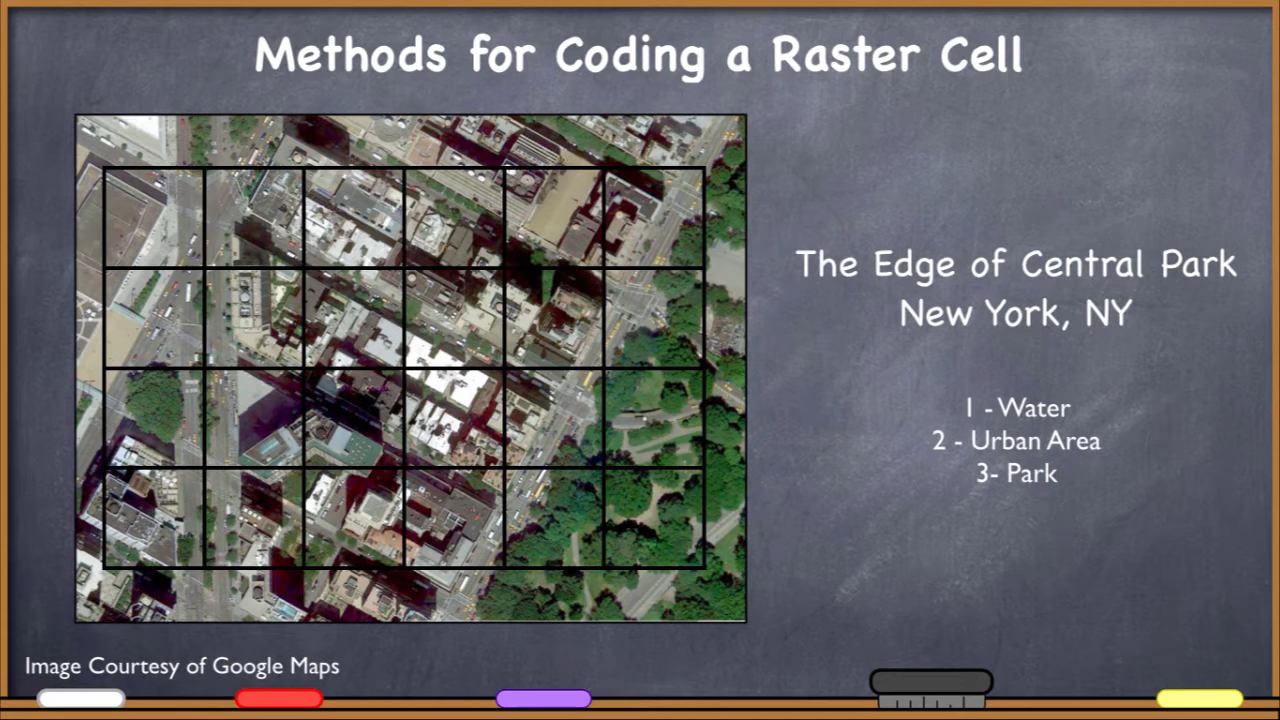 Methods for Coding a Raster Cell
The Edge of Central Park
New York, NY
1 - Water
2 - Urban Area
3- Park
Image Courtesy of Google Maps